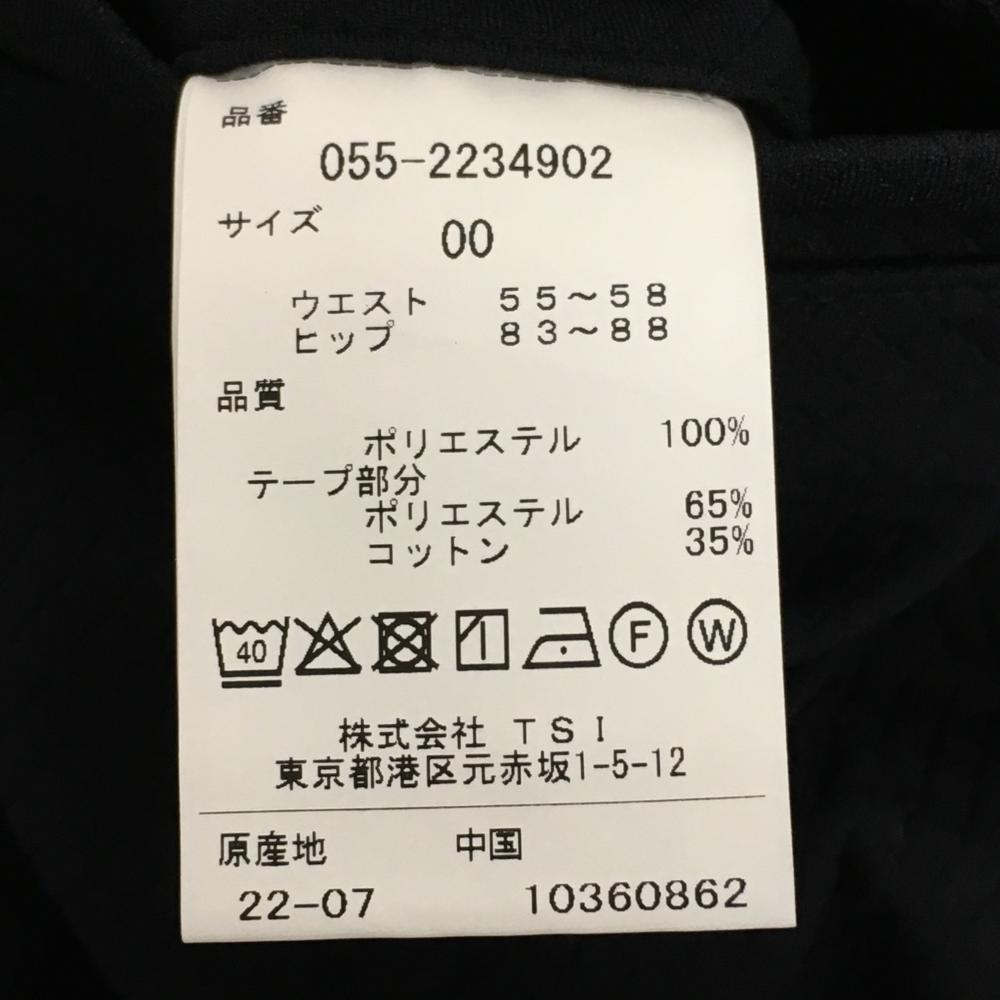 品番
055-2234902
サイズ
00
ウエスト 55～58
ヒップ 83～88
品質
ポリエステル 100%
テープ部分
ポリエステル 65%
コットン 35%
40 F W
株式会社 TSI
東京都港区元赤坂1-5-12
原産地 中国
22-07 10360862